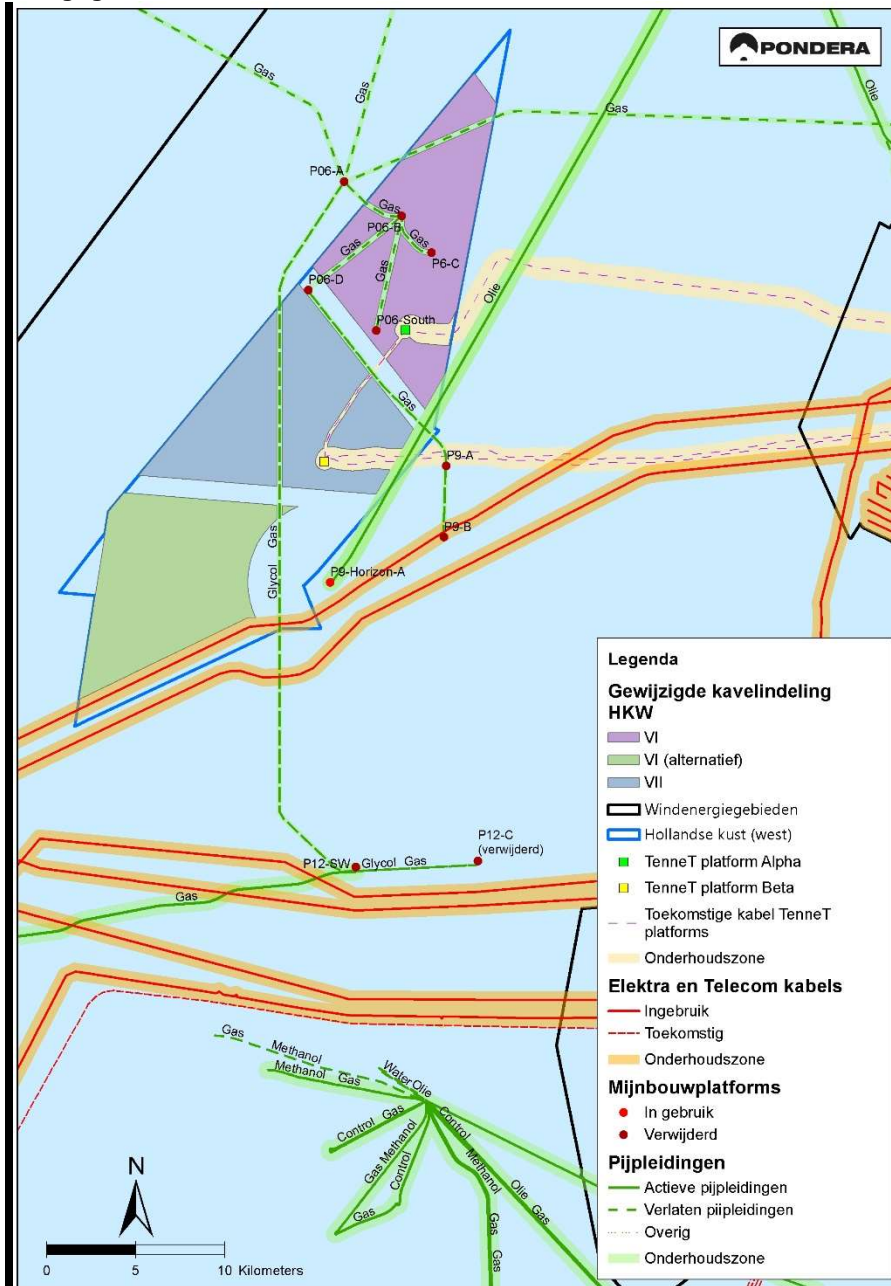 PONDERA
Gas
Gas
Gas
Olie
P06-A
Gas
P06-B
Gas
P6-C
Gas
Gas
P06-D
Olie
P06-South
Gas
P9-A
P9-B
Gas
Glycol
P9-Horizon-A
P12-C
(verwijderd)
P12-SW
Glycol Gas
Gas
Gas
Methanol
Methanol Gas
Water Olie
Control Gas
Control
Gas Methanol
Control
Methanol
Olie Gas
Gas
Gas
Gas
N
0 5 10 Kilometers
Legenda
Gewijzigde kavelindeling
HKW
VI
VI (alternatief)
VII
Windenergiegebieden
Hollandse kust (west)
TenneT platform Alpha
TenneT platform Beta
Toekomstige kabel TenneT
platforms
Onderhoudszone
Elektra en Telecom kabels
Ingebruik
Toekomstig
Onderhoudszone
Mijnbouwplatforms
In gebruik
Verwijderd
Pijpleidingen
Actieve pijpleidingen
Verlaten pijpleidingen
Overig
Onderhoudszone